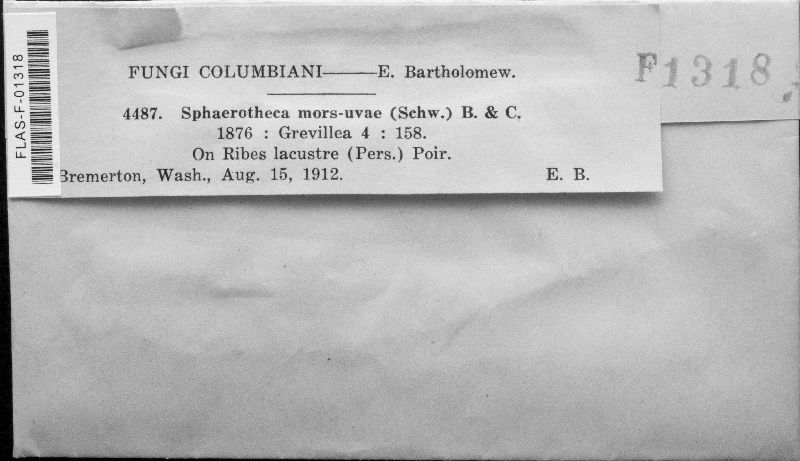 FLAS-F-01318
F1318
FUNGI COLUMBIANI———E. Bartholomew.
4487. Sphaerotheca mors-uvae (Schw.) B. & C.
1876 : Grevillea 4 : 158.
On Ribes lacustre (Pers.) Poir.
Bremerton, Wash., Aug. 15, 1912. E. B.